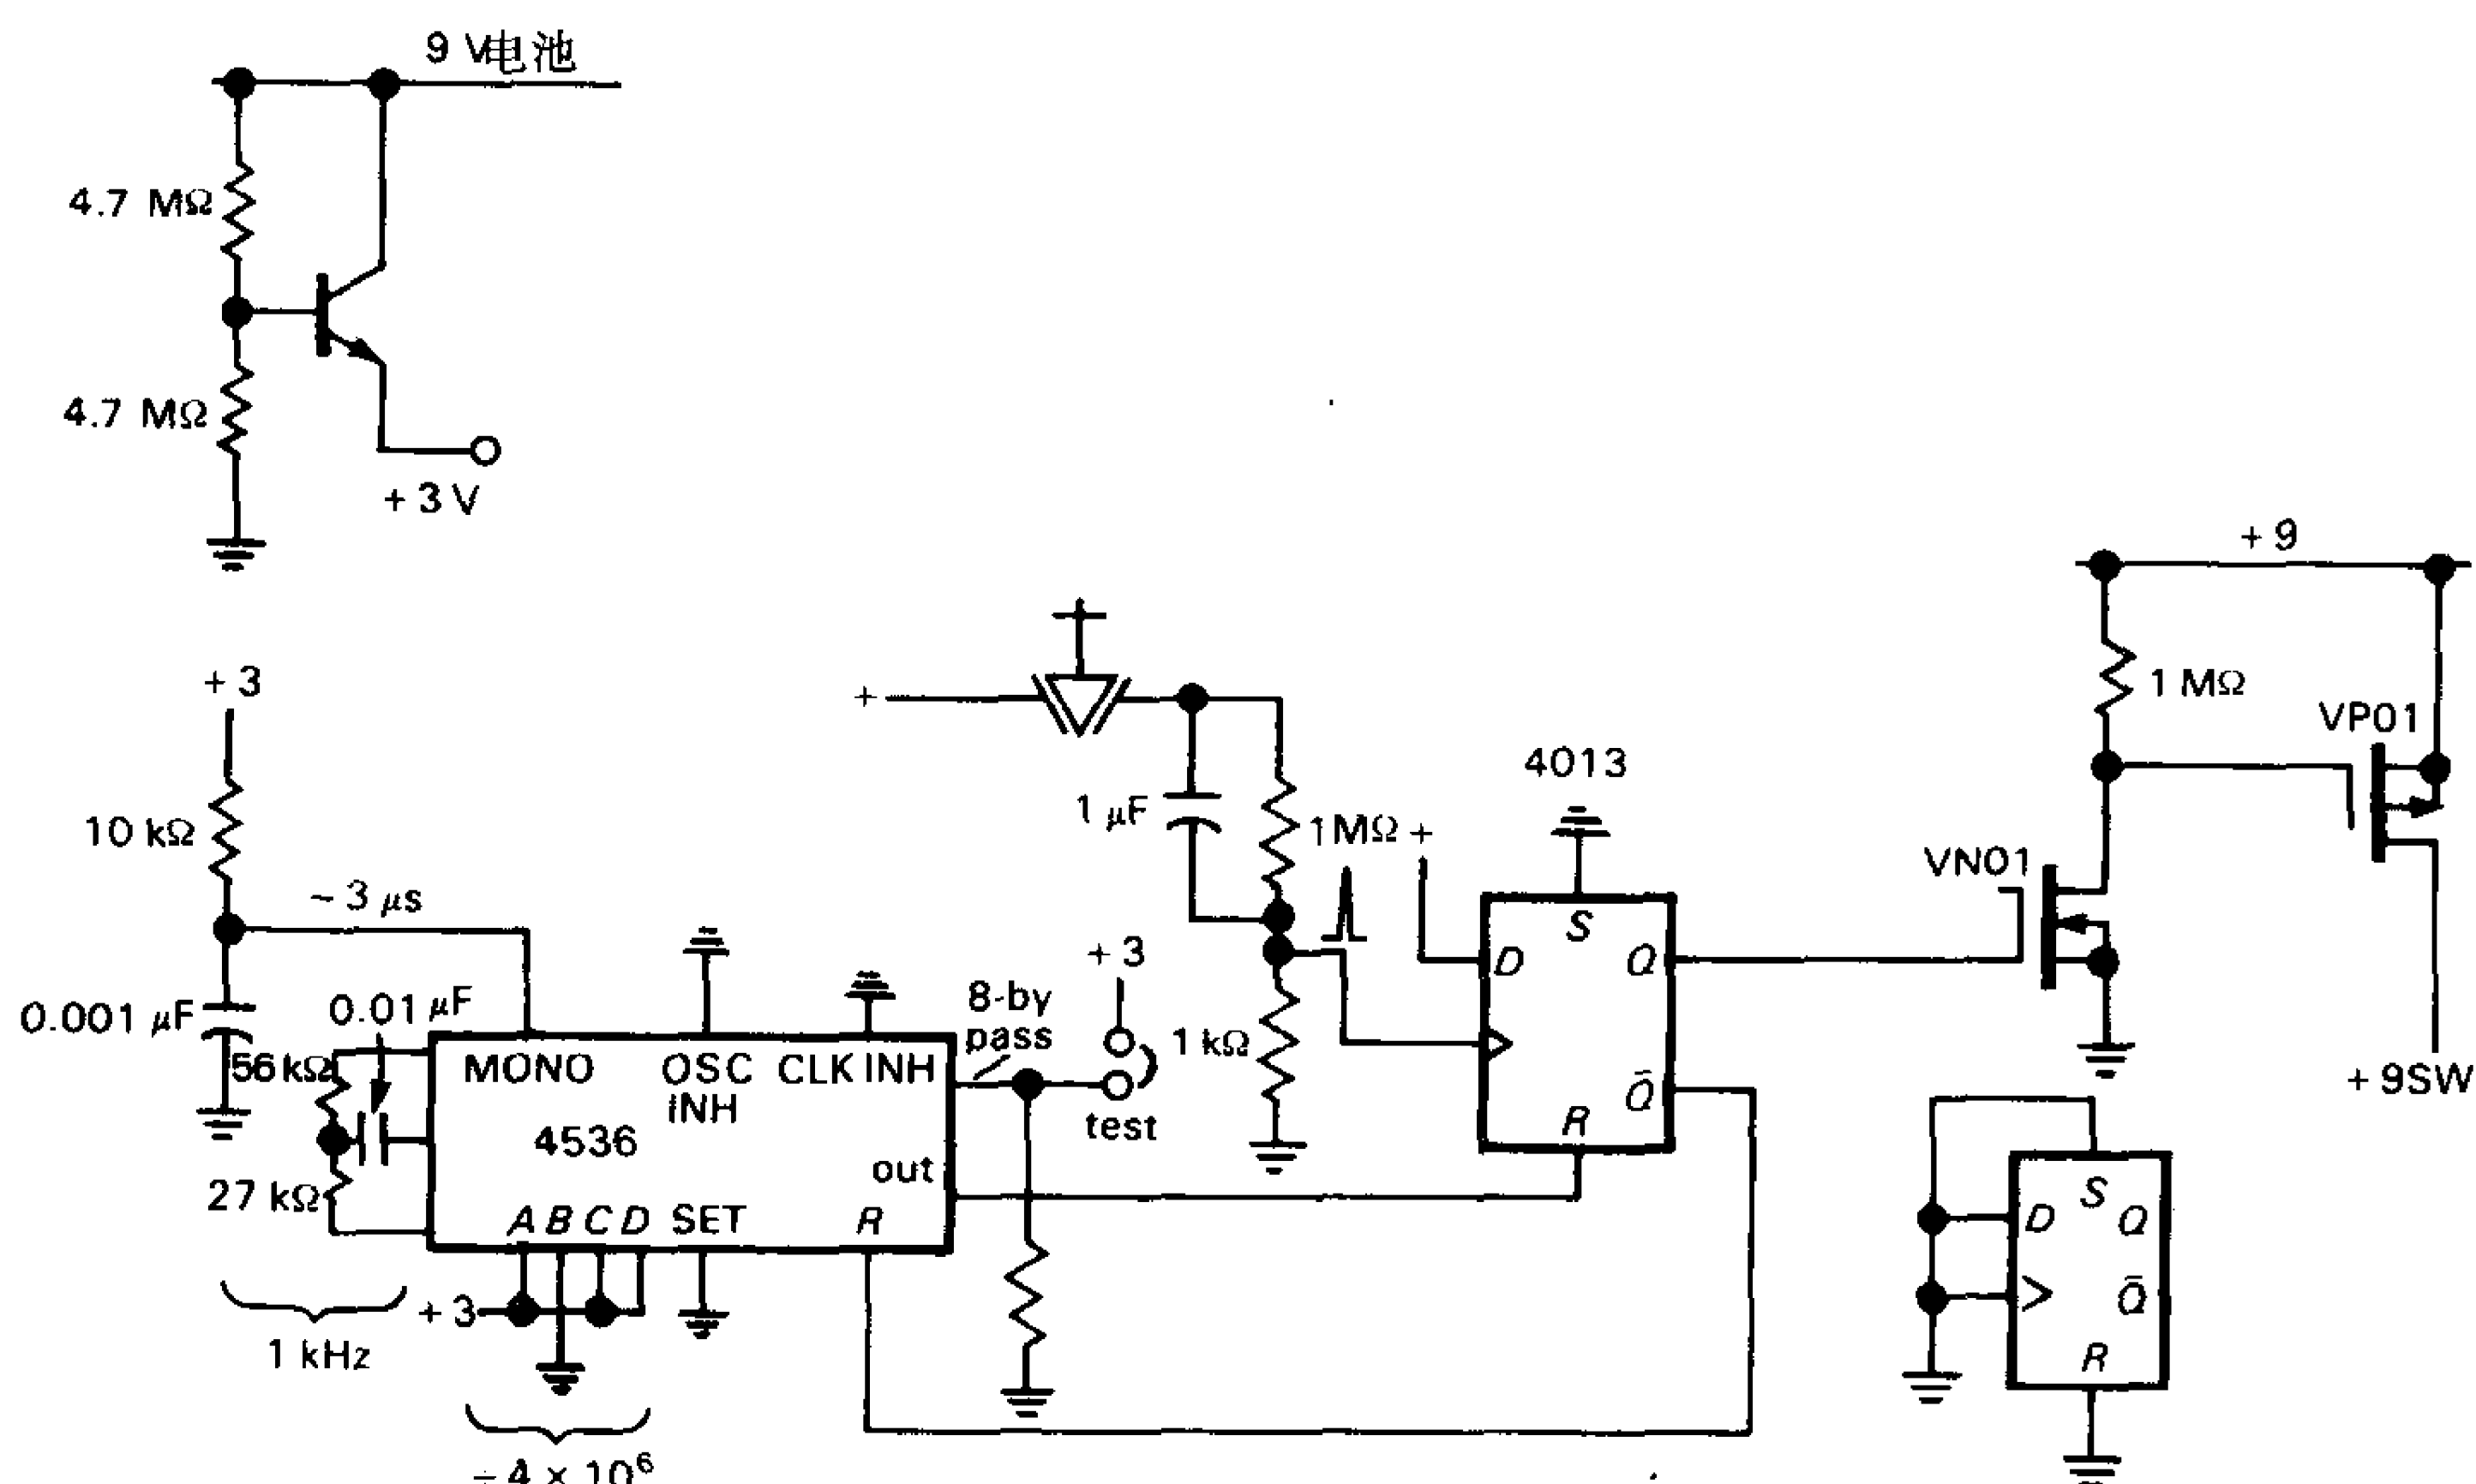 9 V电池
4.7 MΩ
4.7 MΩ
+ 3 V
+ 9
1 MΩ
VP01
VN01
+ 9SW
+ 3
10 kΩ
~ 3 μs
0.001 μF
0.01 μF
56 kΩ
27 kΩ
1 kHz
MONO
OSC
INH
CLK INH
4536
out
A B C D SET R
+ 3
÷ 4 × 10⁶
8-by
pass
+ 3
test
+
1 μF
1MΩ
+
1 kΩ
4013
S
D
Q
Q̄
R
S
D
Q
Q̄
R